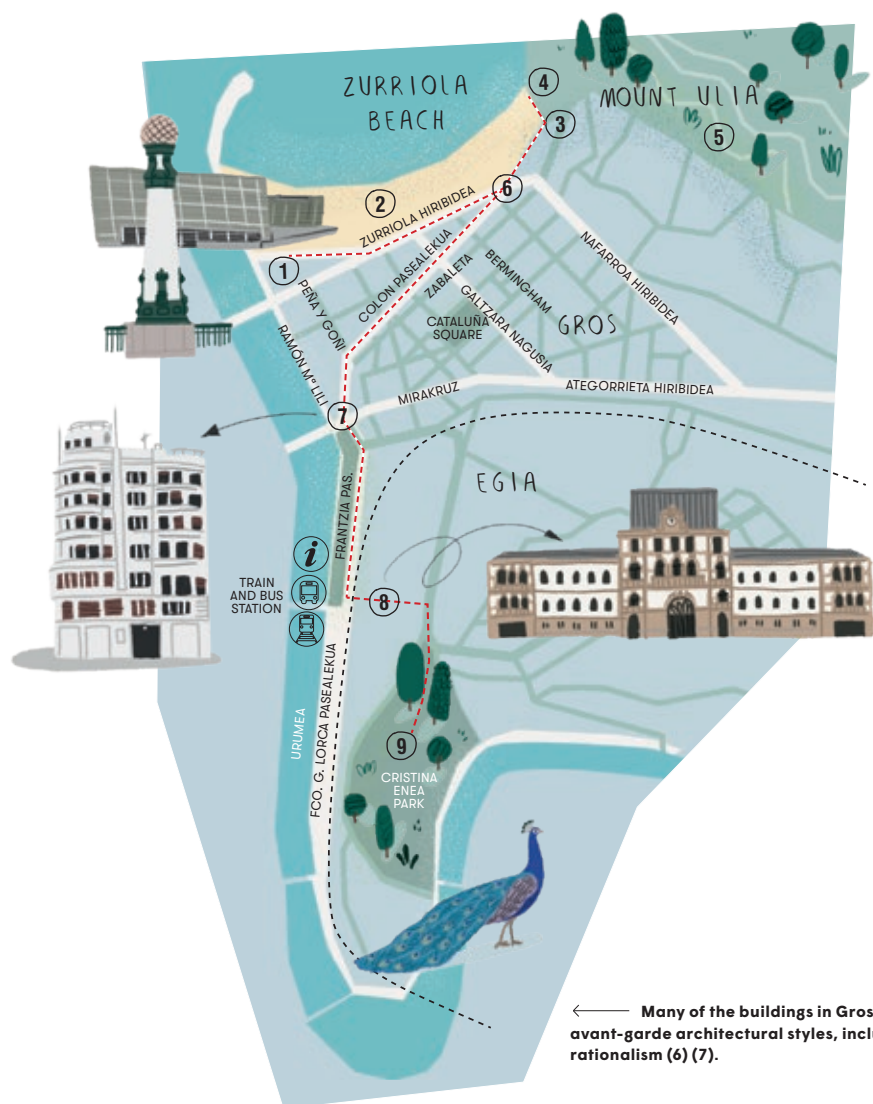 ZURRIOLA
BEACH
4
MOUNT ULIA
3
5
2
6
ZURRIOLA HIRIBIDEA
1
PEÑA Y GOÑI
COLON PASEALEKUA
ZABALETA
BERMINGHAM
NAFARROA HIRIBIDEA
GALTZARA NAGUSIA
CATALUÑA
SQUARE
GROS
RAMÓN Mª LILI
MIRAKRUZ
ATEGORRIETA HIRIBIDEA
7
EGIA
FRANTZIA PAS.
i
TRAIN
AND BUS
STATION
8
URUMEA
FCO. G. LORCA PASEALEKUA
9
CRISTINA
ENEA
PARK
Many of the buildings in Gros
avant-garde architectural styles,
rationalism (6) (7).